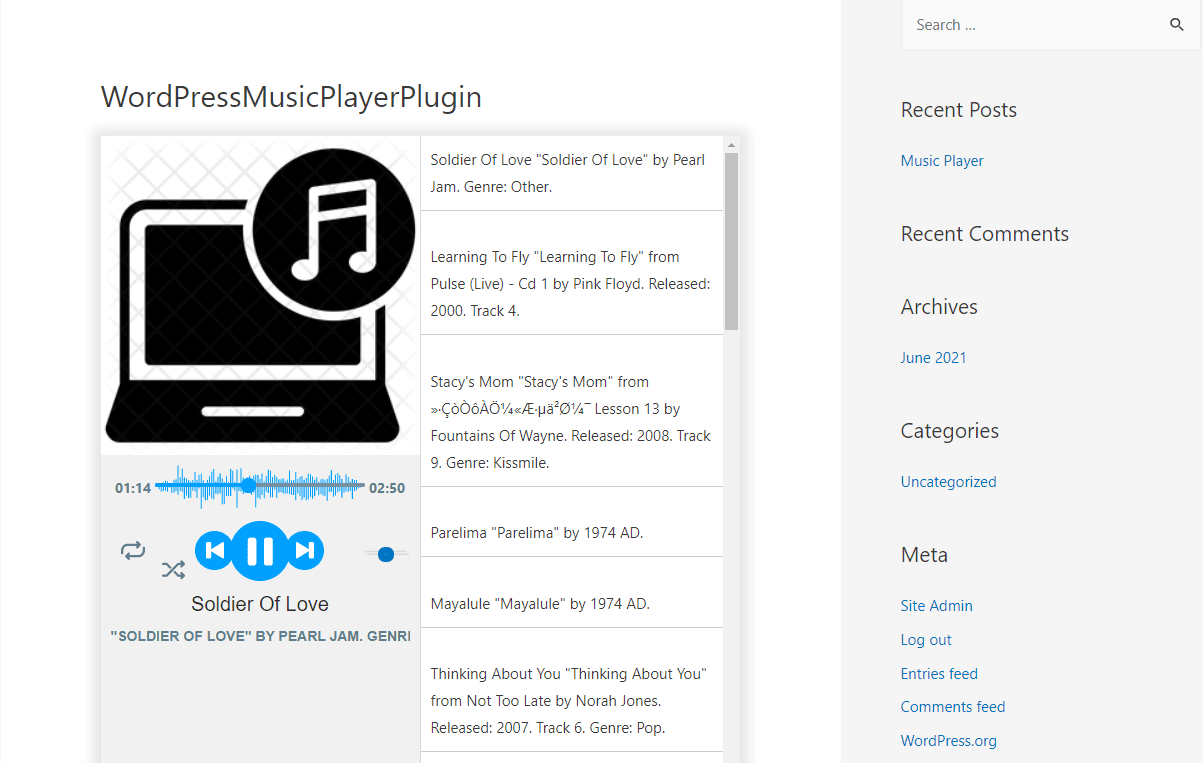 WordPressMusicPlayerPlugin
Soldier Of Love "Soldier Of Love" by Pearl
Jam. Genre: Other.
Learning To Fly "Learning To Fly" from
Pulse (Live) - Cd 1 by Pink Floyd. Released:
2000. Track 4.
Stacy's Mom "Stacy's Mom" from
»·ÇòÒôÀÖ¼«Æ·µä²Ø¼¯ Lesson 13 by
Fountains Of Wayne. Released: 2008. Track
9. Genre: Kissmile.
Parelima "Parelima" by 1974 AD.
Mayalule "Mayalule" by 1974 AD.
Thinking About You "Thinking About You"
from Not Too Late by Norah Jones.
Released: 2007. Track 6. Genre: Pop.
01:14
02:50
Soldier Of Love
"SOLDIER OF LOVE" BY PEARL JAM. GENRI
Search ...
Recent Posts
Music Player
Recent Comments
Archives
June 2021
Categories
Uncategorized
Meta
Site Admin
Log out
Entries feed
Comments feed
WordPress.org